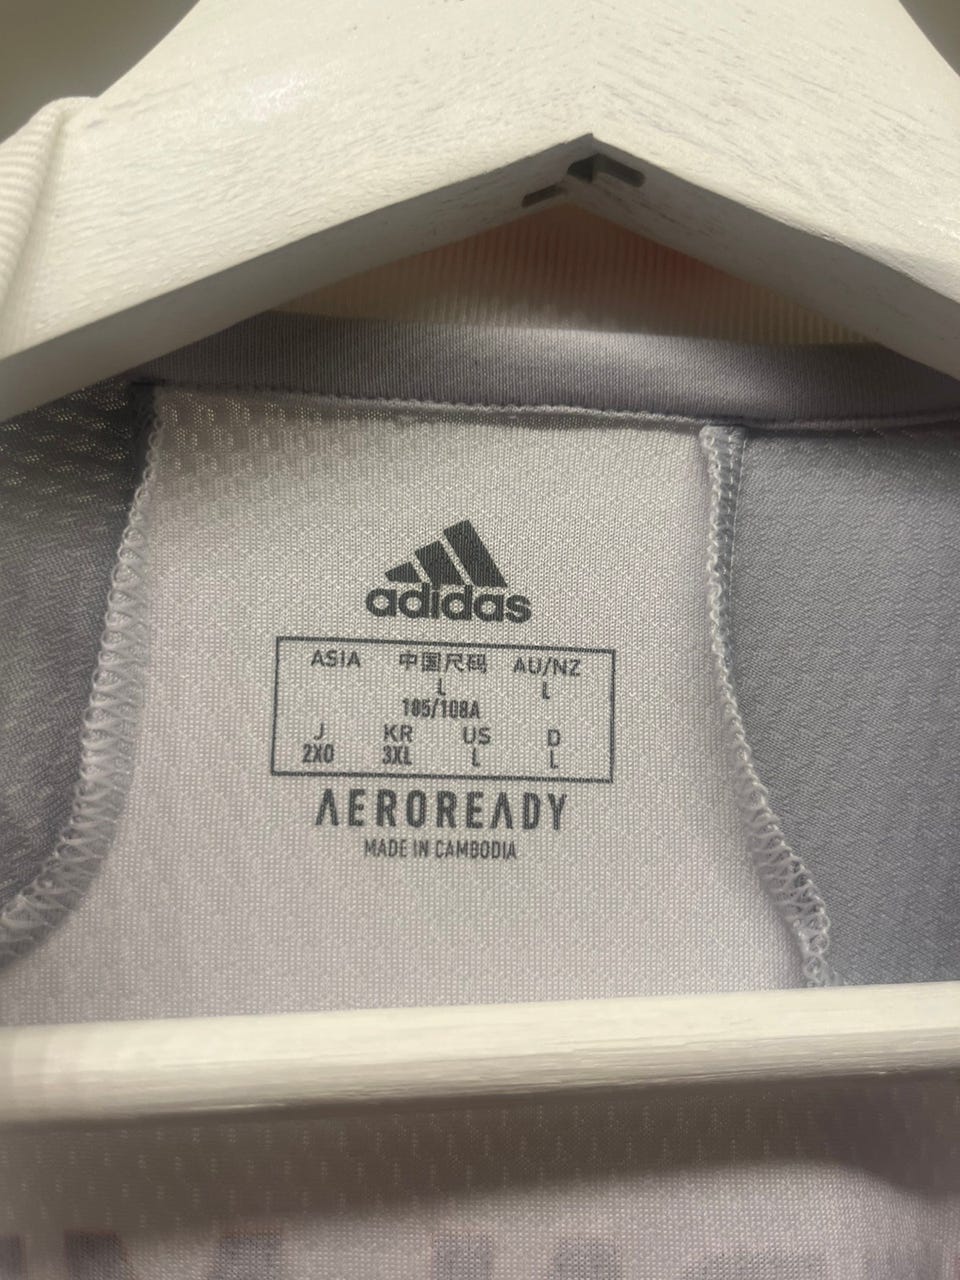 adidas
ASIA 中国尺码 AU/NZ
L L
185/108A
J KR US D
2XO 3XL L L
AEROREADY
MADE IN CAMBODIA